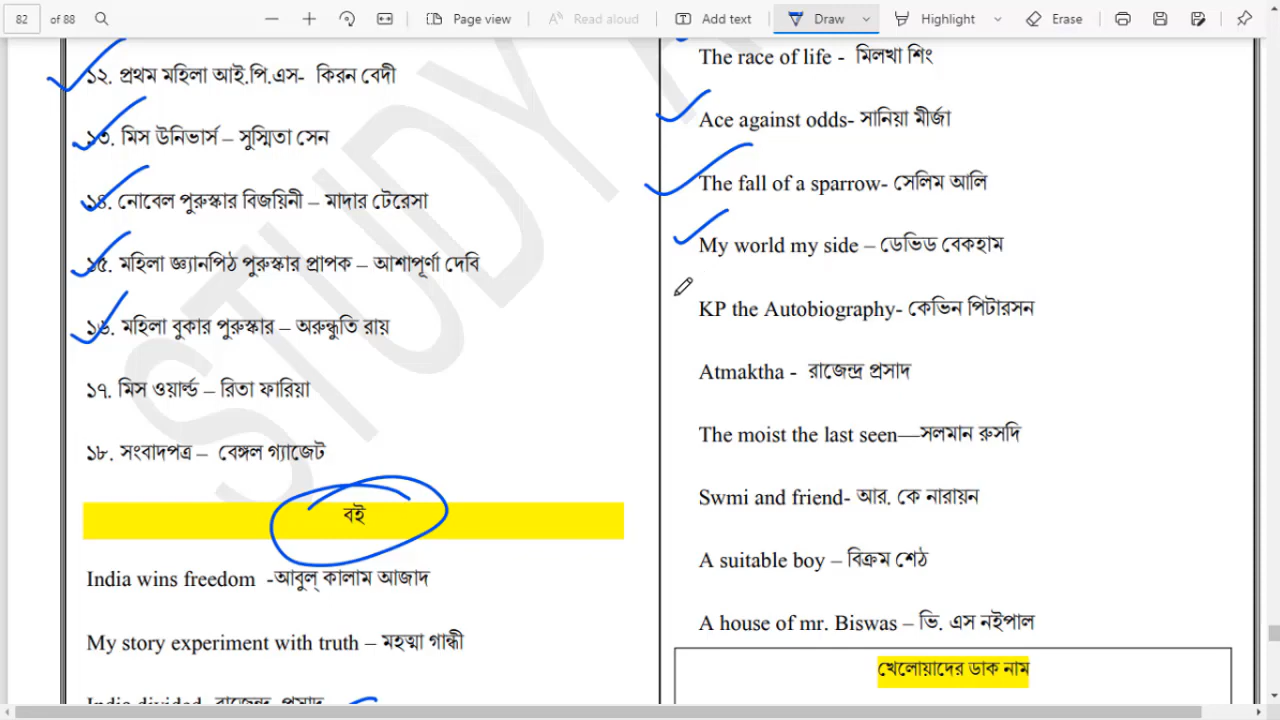 82 of 88 Page view Read aloud Add text Draw Highlight Erase
১২. প্রথম মহিলা আই.পি.এস- কিরন বেদী
১৩. মিস উনিভার্স – সুস্মিতা সেন
১৪. নোবেল পুরুস্কার বিজয়িনী – মাদার টেরেসা
১৫. মহিলা জ্ঞ্যানপিঠ পুরুস্কার প্রাপক – আশাপূর্ণা দেবি
১৬. মহিলা বুকার পুরুস্কার – অরুন্ধুতি রায়
১৭. মিস ওয়ার্ল্ড – রিতা ফারিয়া
১৮. সংবাদপত্র – বেঙ্গল গ্যাজেট
বই
India wins freedom -আবুল্ কালাম আজাদ
My story experiment with truth – মহত্মা গান্ধী
India divided- রাজেন্দ্র প্রসাদ
The race of life - মিলখা শিং
Ace against odds- সানিয়া মীর্জা
The fall of a sparrow- সেলিম আলি
My world my side – ডেভিড বেকহাম
KP the Autobiography- কেভিন পিটারসন
Atmaktha - রাজেন্দ্র প্রসাদ
The moist the last seen—সলমান রুসদি
Swmi and friend- আর. কে নারায়ন
A suitable boy – বিক্রম শেঠ
A house of mr. Biswas – ভি. এস নইপাল
খেলোয়াদের ডাক নাম
STUDY